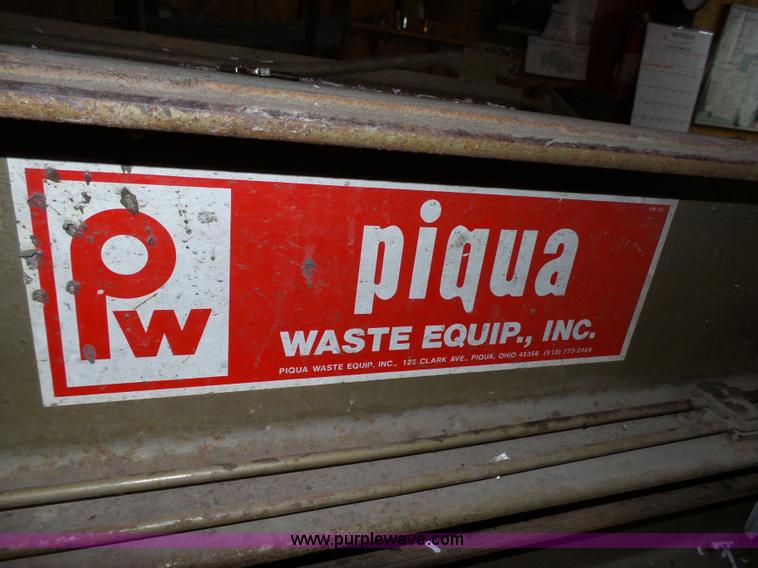 PW
piqua
WASTE EQUIP., INC.
PIQUA WASTE EQUIP, INC., 125 CLARK AVE., PIQUA, OHIO 45356 (513) 773-2464
www.purplewave.com